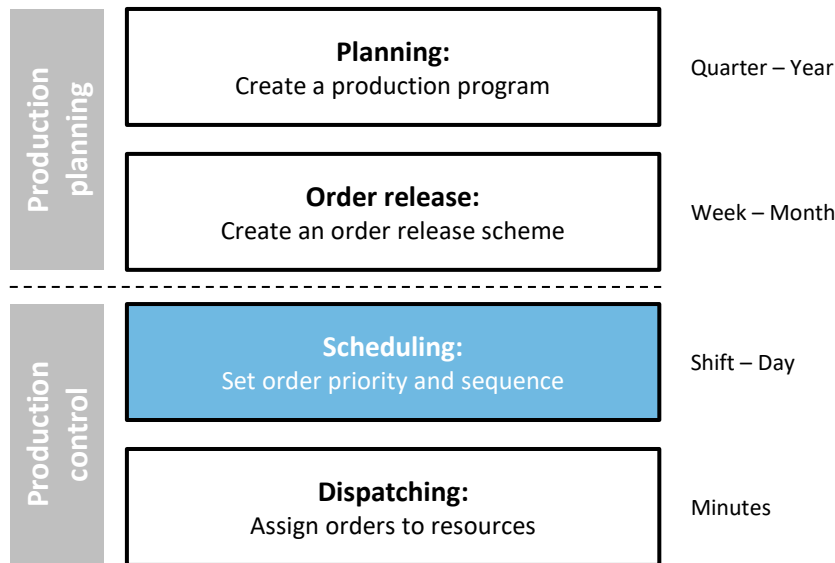 Production
planning
Planning:
Create a production program
Quarter – Year
Order release:
Create an order release scheme
Week – Month
Production
control
Scheduling:
Set order priority and sequence
Shift – Day
Dispatching:
Assign orders to resources
Minutes